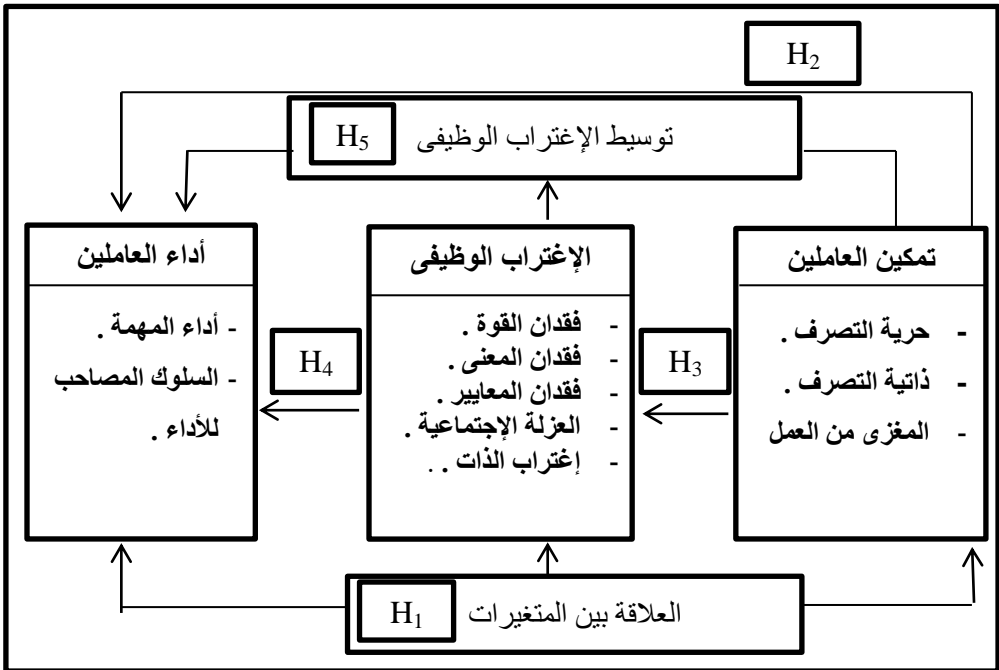 H₂
توسيط الإغتراب الوظيفى H₅
تمكين العاملين
- حرية التصرف .
- ذاتية التصرف .
- المغزى من العمل
H₃
الإغتراب الوظيفى
- فقدان القوة .
- فقدان المعنى .
- فقدان المعايير .
- العزلة الإجتماعية .
- إغتراب الذات . .
H₄
أداء العاملين
- أداء المهمة .
- السلوك المصاحب
للأداء .
العلاقة بين المتغيرات H₁